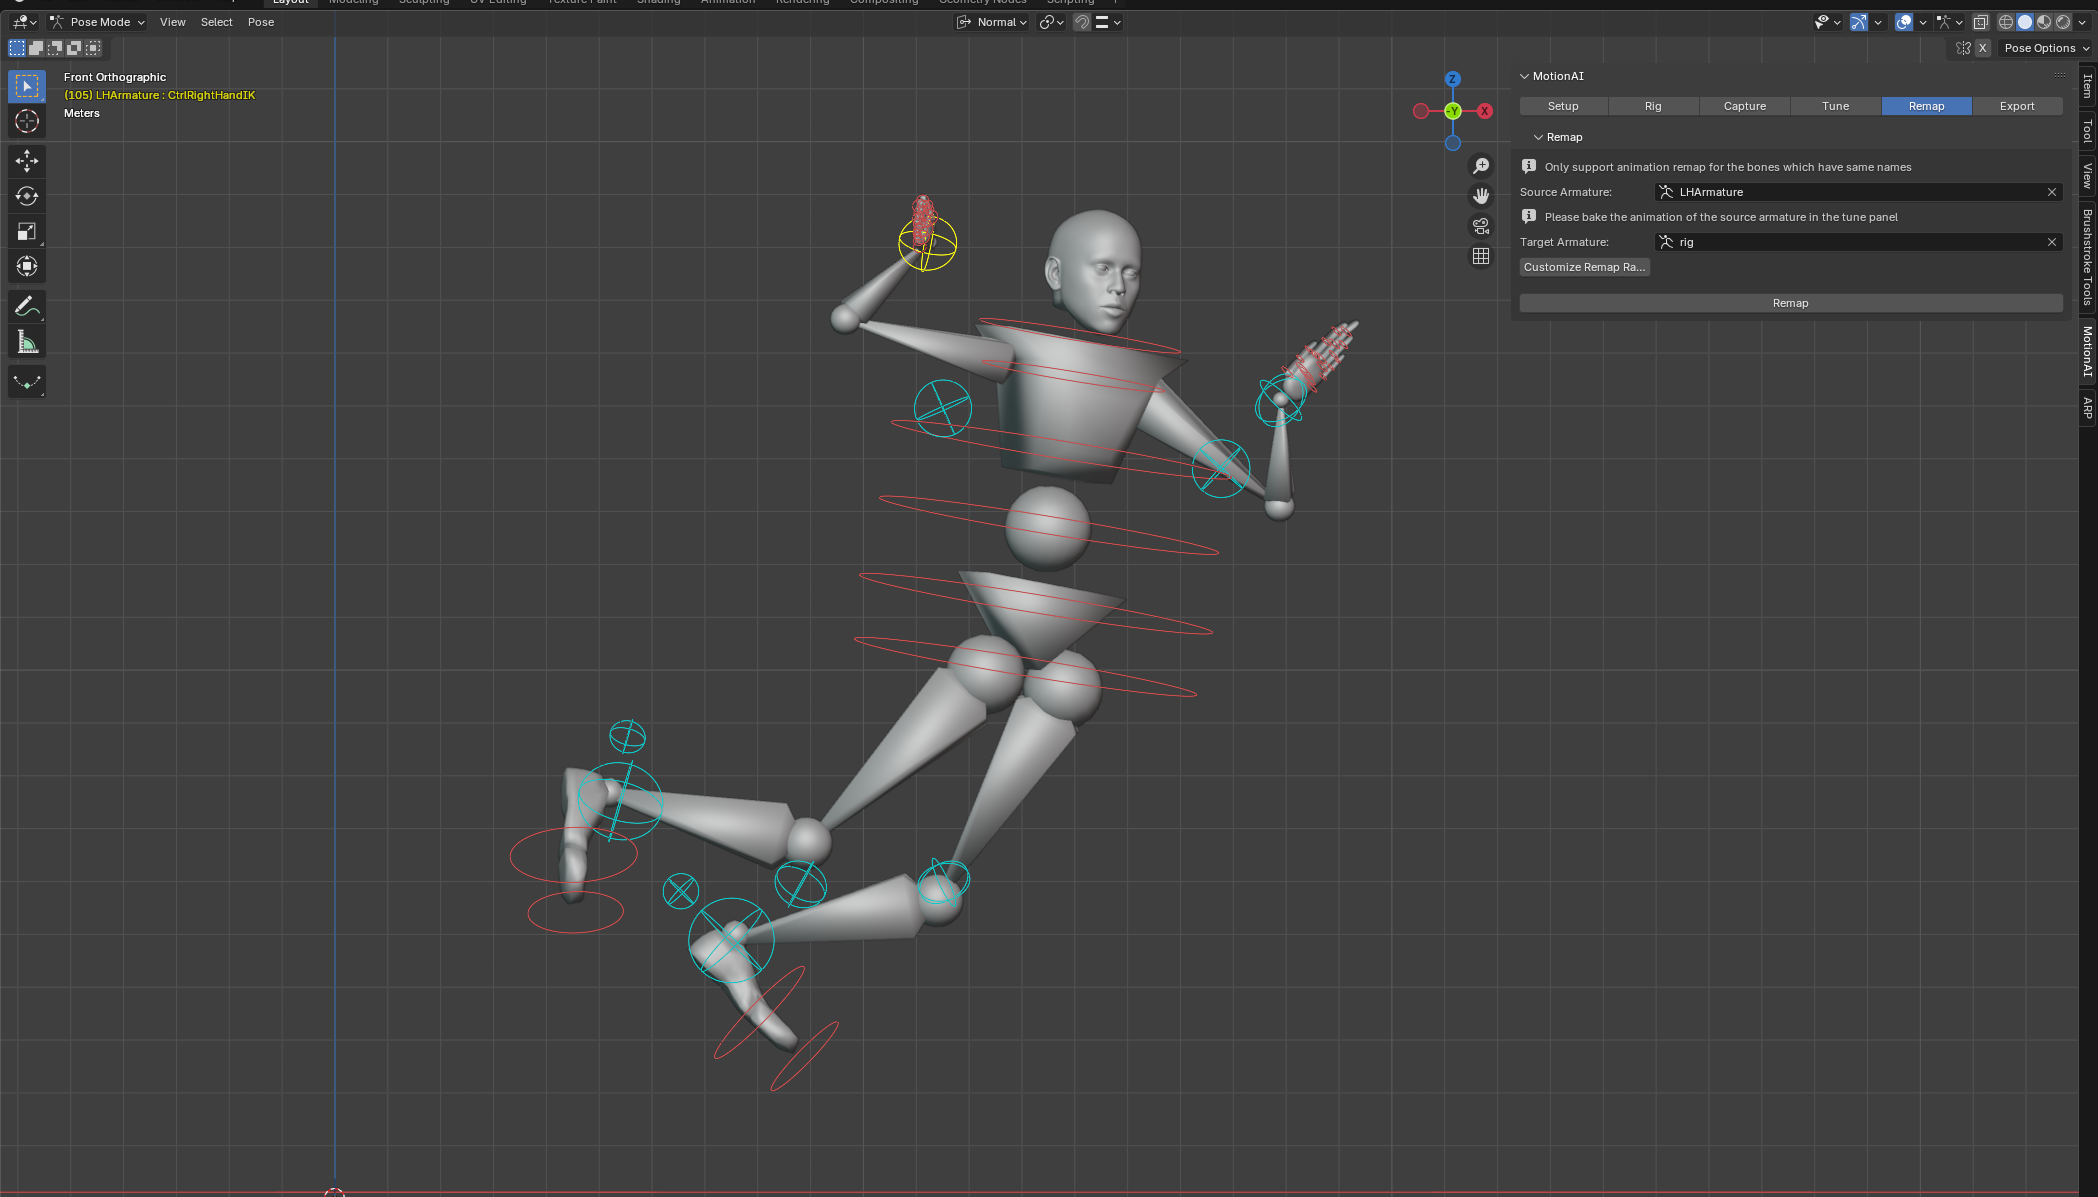 Layout Modeling Sculpting UV Editing Texture Paint Shading Animation Rendering Compositing Geometry Nodes Scripting +
Pose Mode View Select Pose Normal
X Pose Options
Front Orthographic
(105) LHArmature : CtrlRightHandIK
Meters
Z
Y
X
MotionAI
Setup Rig Capture Tune Remap Export
Remap
Only support animation remap for the bones which have same names
Source Armature: LHArmature
Please bake the animation of the source armature in the tune panel
Target Armature: rig
Customize Remap Ra...
Remap
Item
Tool
View
Brushstroke Tools
MotionAI
ARP